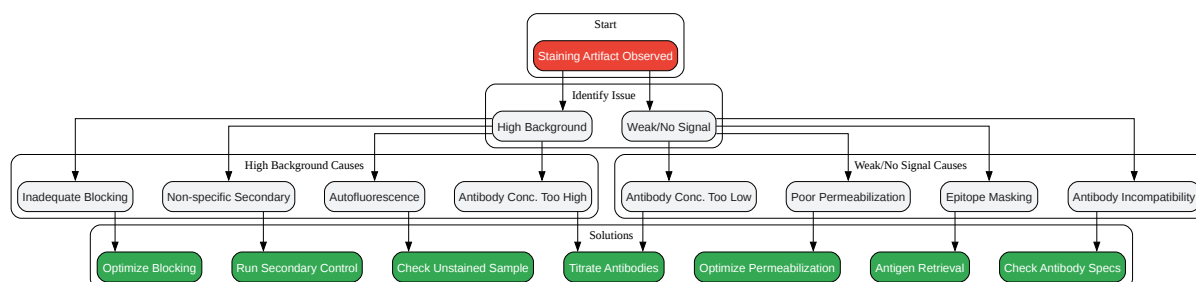 Start
Staining Artifact Observed
Identify Issue
High Background
Weak/No Signal
High Background Causes
Weak/No Signal Causes
Inadequate Blocking
Non-specific Secondary
Autofluorescence
Antibody Conc. Too High
Antibody Conc. Too Low
Poor Permeabilization
Epitope Masking
Antibody Incompatibility
Solutions
Optimize Blocking
Run Secondary Control
Check Unstained Sample
Titrate Antibodies
Optimize Permeabilization
Antigen Retrieval
Check Antibody Specs